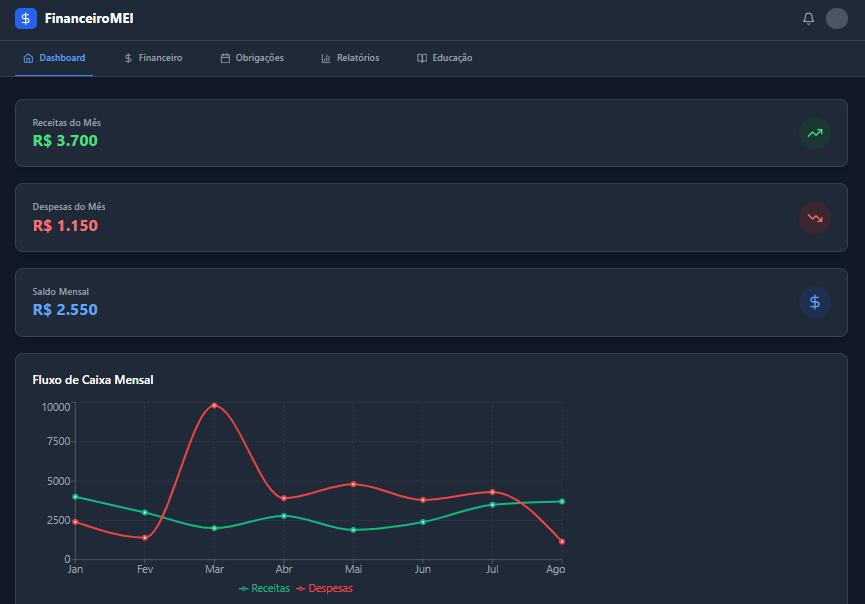 FinanceiroMEI
Dashboard Financeiro Obrigações Relatórios Educação
Receitas do Mês
R$ 3.700
Despesas do Mês
R$ 1.150
Saldo Mensal
R$ 2.550
Fluxo de Caixa Mensal
10000
7500
5000
2500
0
Jan Fev Mar Abr Mai Jun Jul Ago
Receitas Despesas